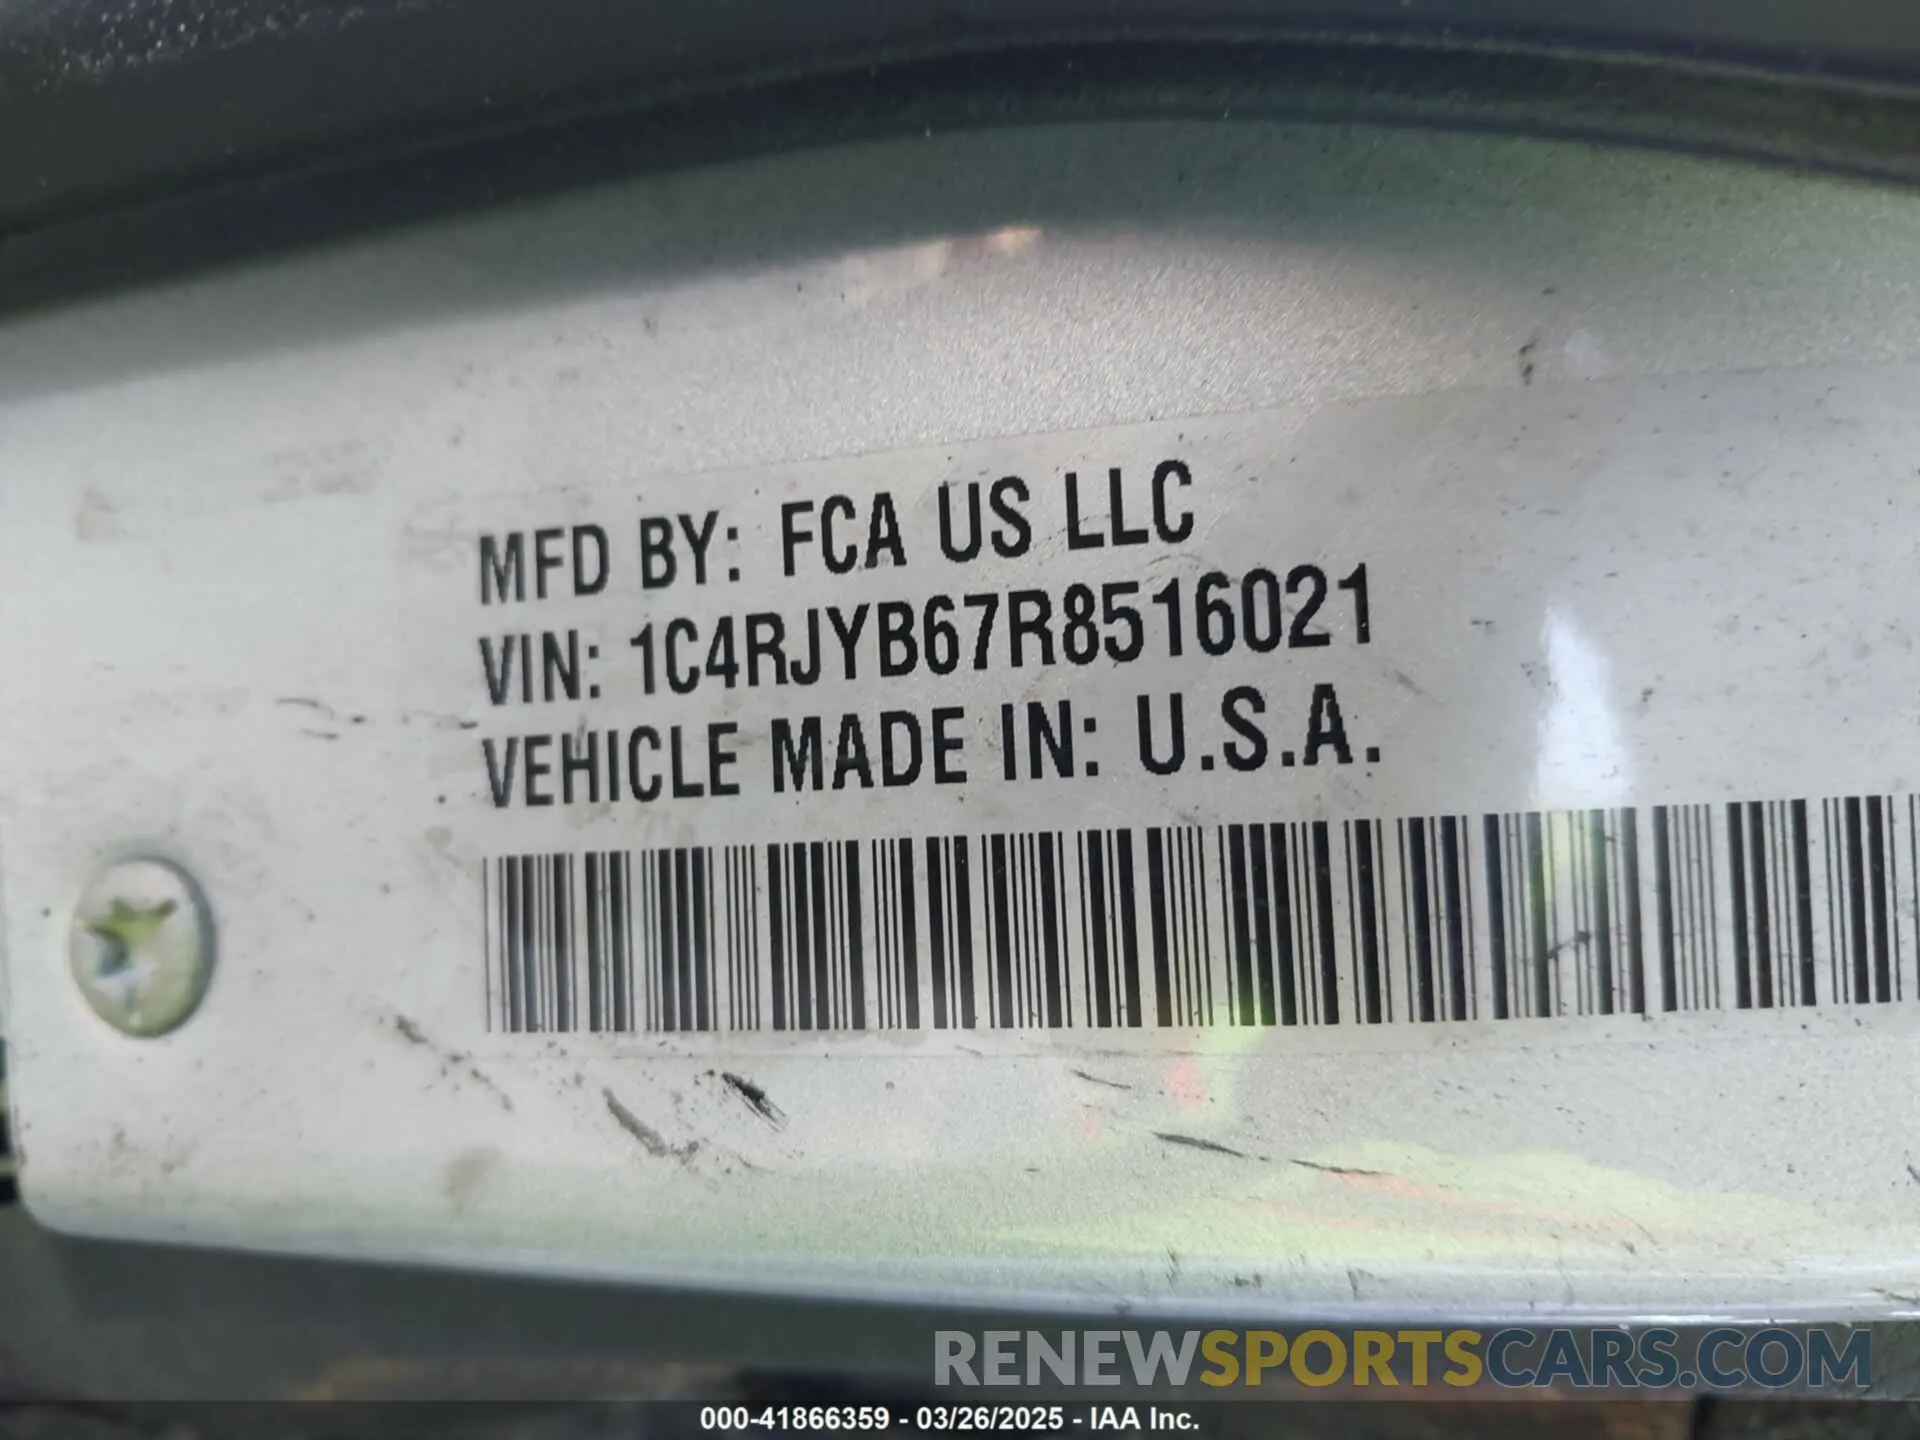 MFD BY: FCA US LLC
VIN: 1C4RJYB67R8516021
VEHICLE MADE IN: U.S.A.
RENEWSPORTSCARS.COM
000-41866359 - 03/26/2025 - IAA Inc.